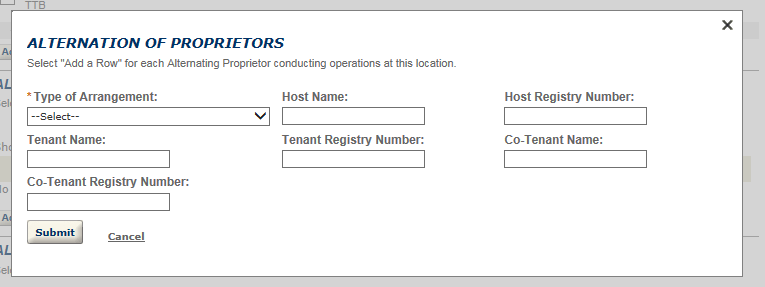 TTB
ALTERNATION OF PROPRIETORS
Select "Add a Row" for each Alternating Proprietor conducting operations at this location.
* Type of Arrangement:
Host Name:
Host Registry Number:
--Select--
Tenant Name:
Tenant Registry Number:
Co-Tenant Name:
Co-Tenant Registry Number:
Submit
Cancel